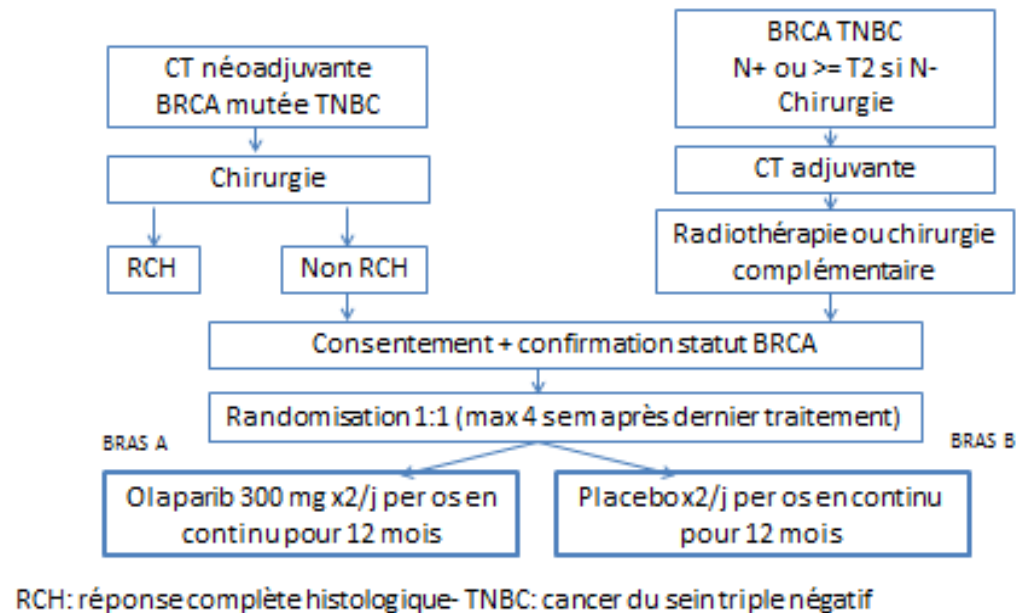 CT néoadjuvante
BRCA mutée TNBC
Chirurgie
RCH
Non RCH
BRCA TNBC
N+ ou >= T2 si N-
Chirurgie
CT adjuvante
Radiothérapie ou chirurgie
complémentaire
Consentement + confirmation statut BRCA
Randomisation 1:1 (max 4 sem après dernier traitement)
BRAS A
BRAS B
Olaparib 300 mg x2/j per os en
continu pour 12 mois
Placebo x2/j per os en continu
pour 12 mois
RCH: réponse complète histologique- TNBC: cancer du sein triple négatif